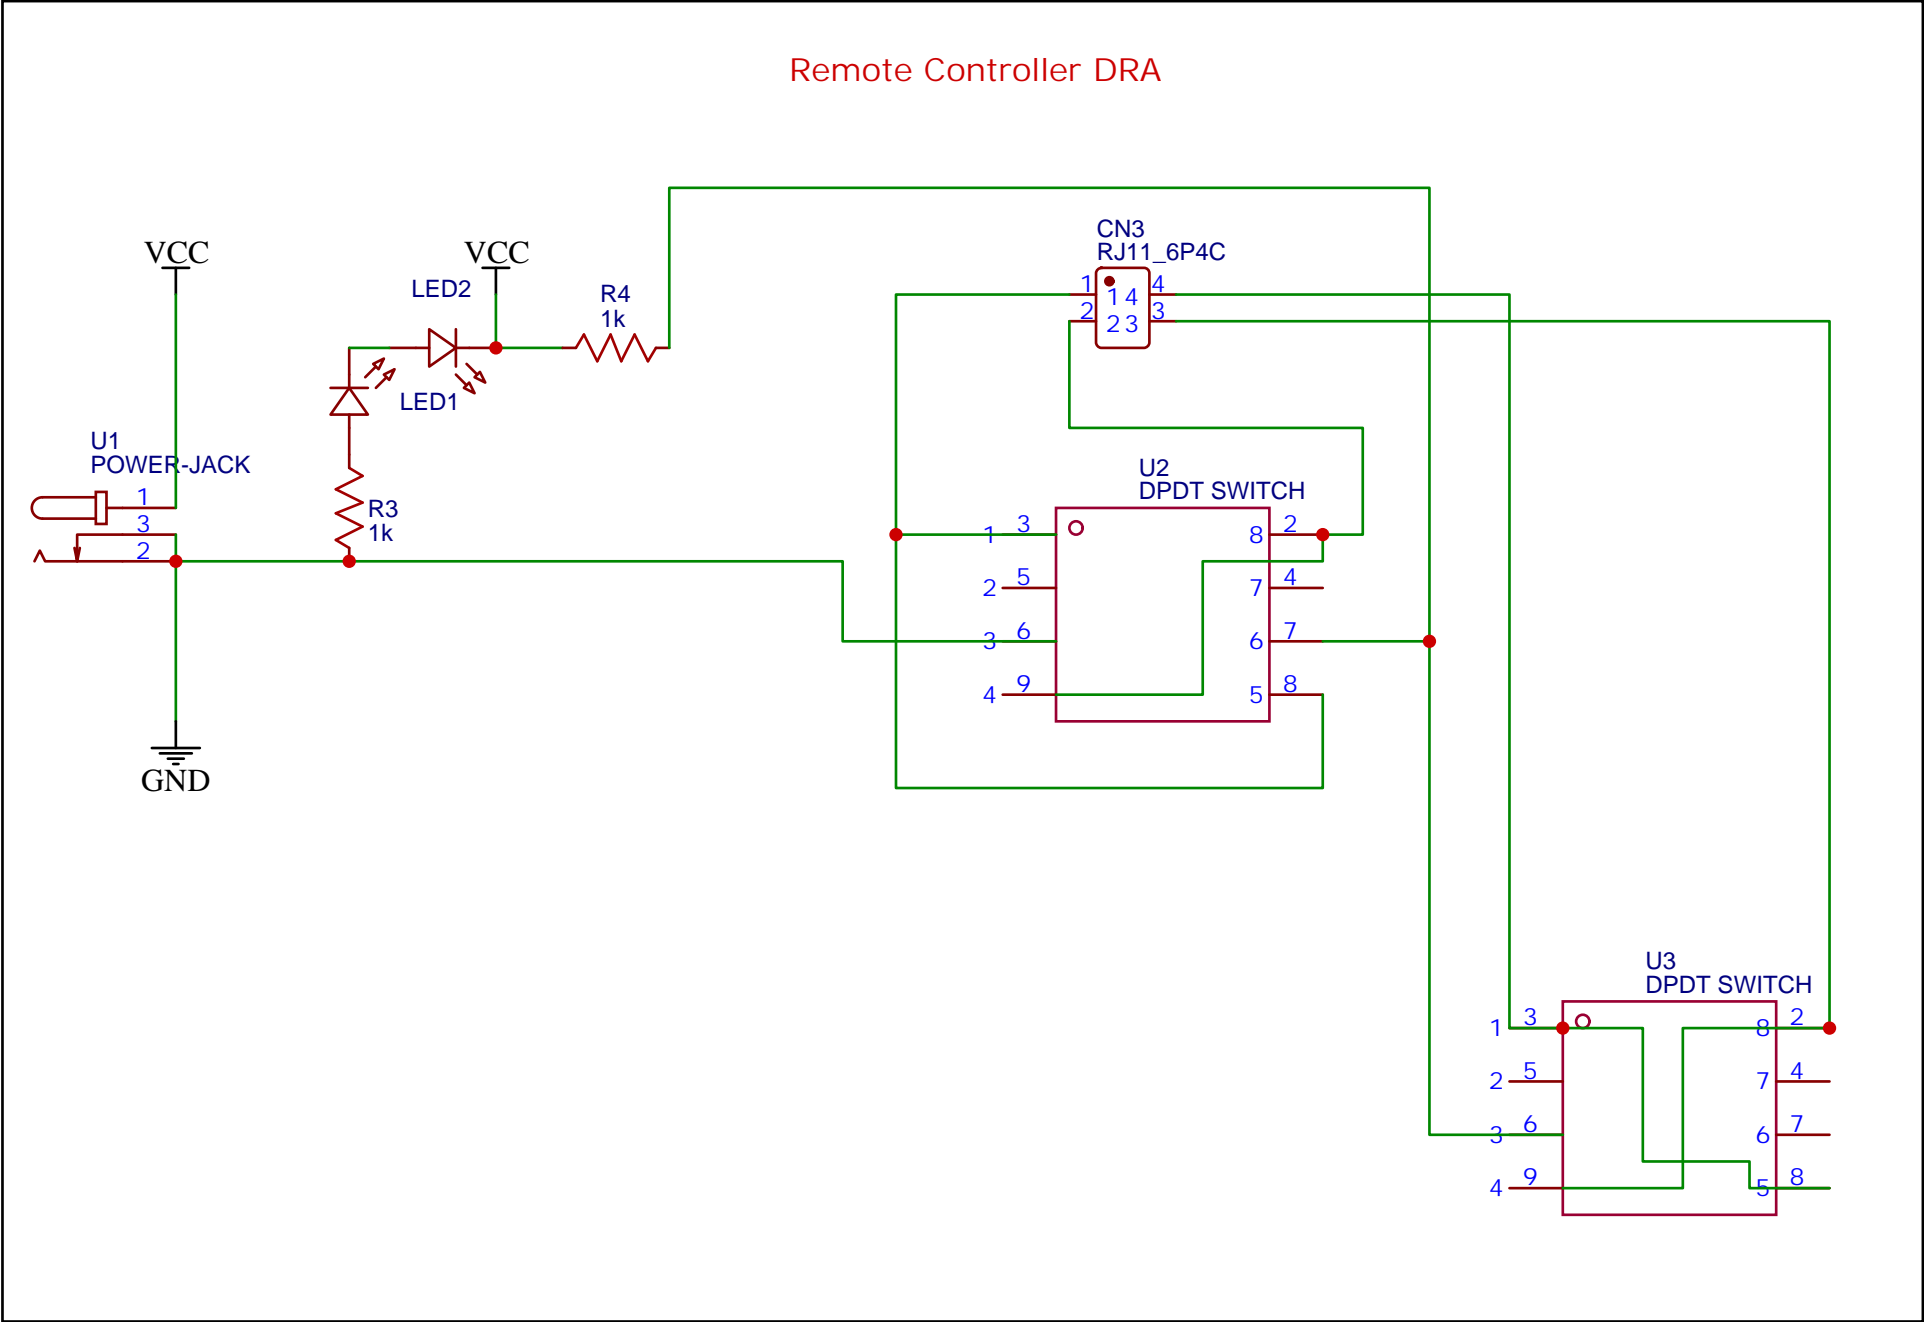 Remote Controller DRA
VCC
VCC
LED2
R4
1k
LED1
U1
POWER-JACK
1
3
2
R3
1k
GND
CN3
RJ11_6P4C
1
4
1 4
2
3
2 3
U2
DPDT SWITCH
1 3
8 2
2 5
7 4
3 6
6 7
4 9
5 8
U3
DPDT SWITCH
1 3
8 2
2 5
7 4
3 6
6 7
4 9
5 8